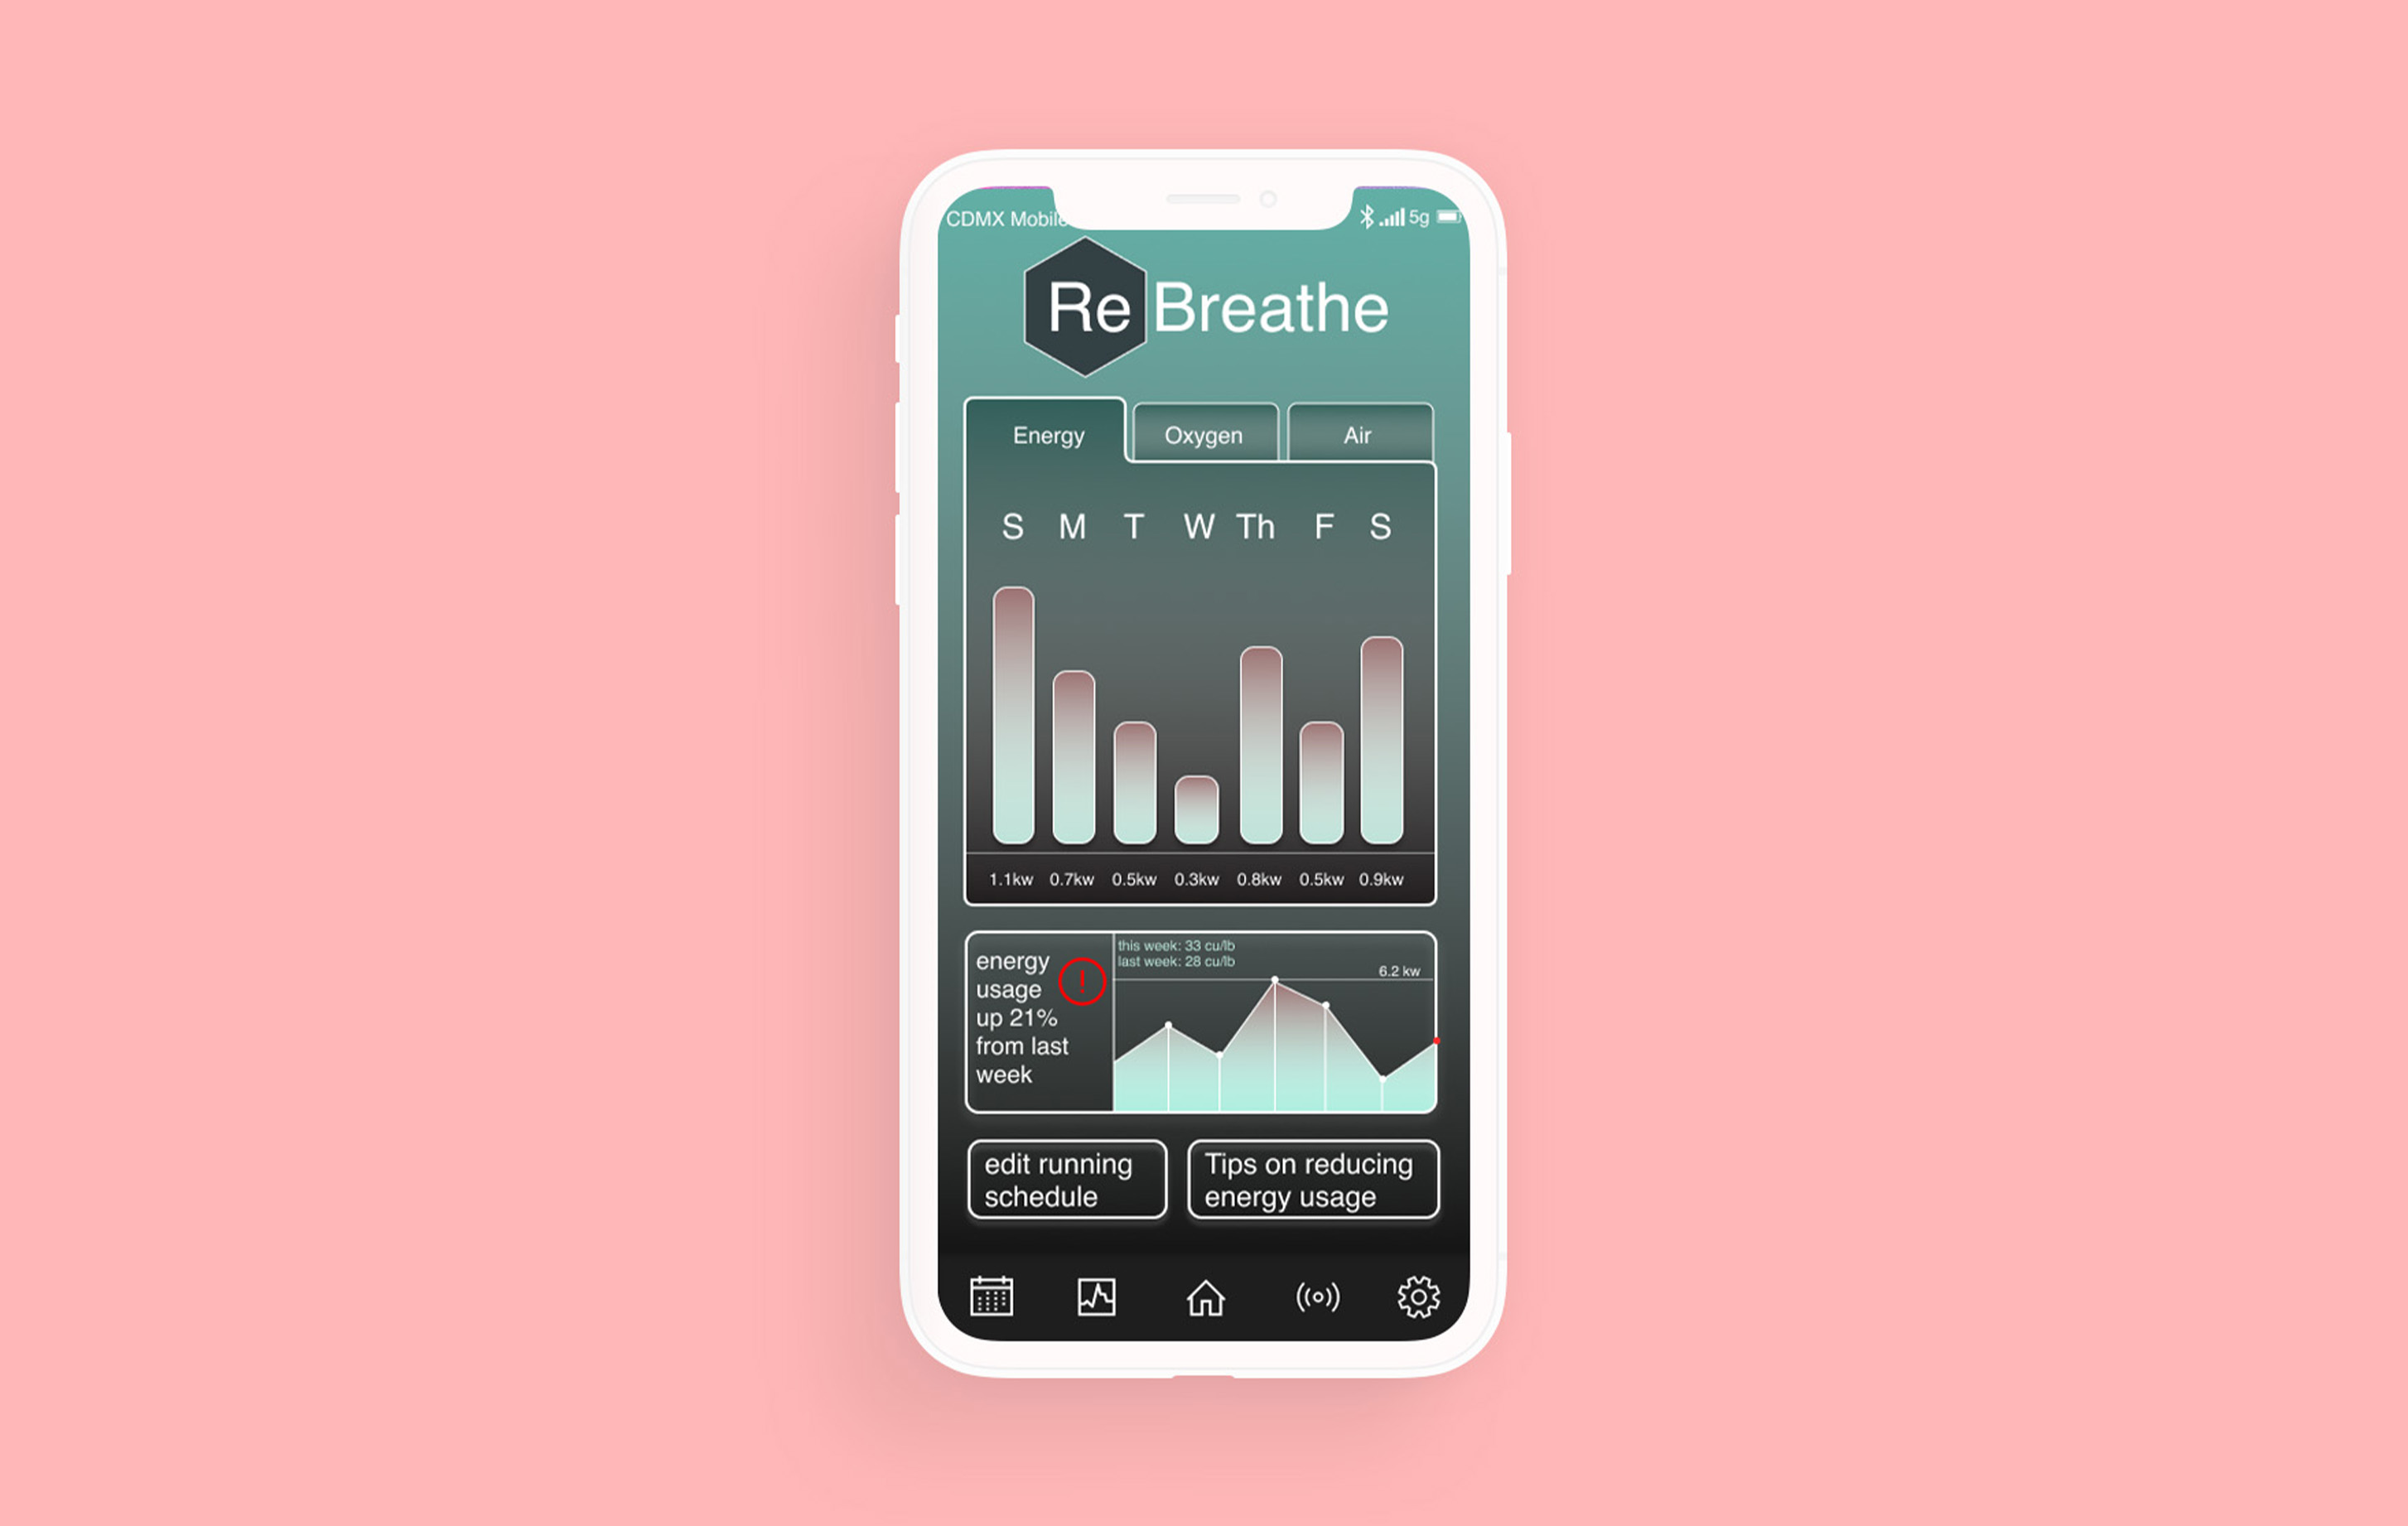 CDMX Mobile
5g
Re Breathe
Energy Oxygen Air
S M T W Th F S
1.1kw 0.7kw 0.5kw 0.3kw 0.8kw 0.5kw 0.9kw
energy
usage
up 21%
from last
week
!
this week: 33 cu/lb
last week: 28 cu/lb
6.2 kw
edit running
schedule
Tips on reducing
energy usage